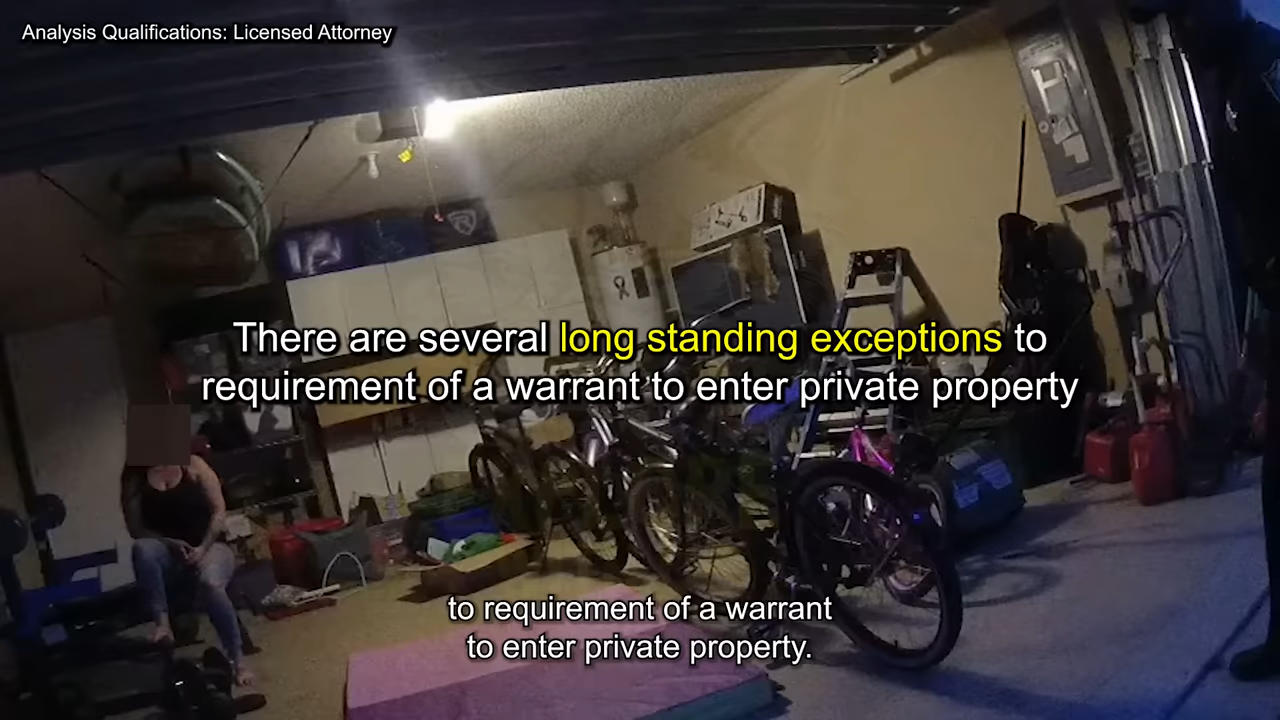 Analysis Qualifications: Licensed Attorney
There are several long standing exceptions to
requirement of a warrant to enter private property
to requirement of a warrant
to enter private property.